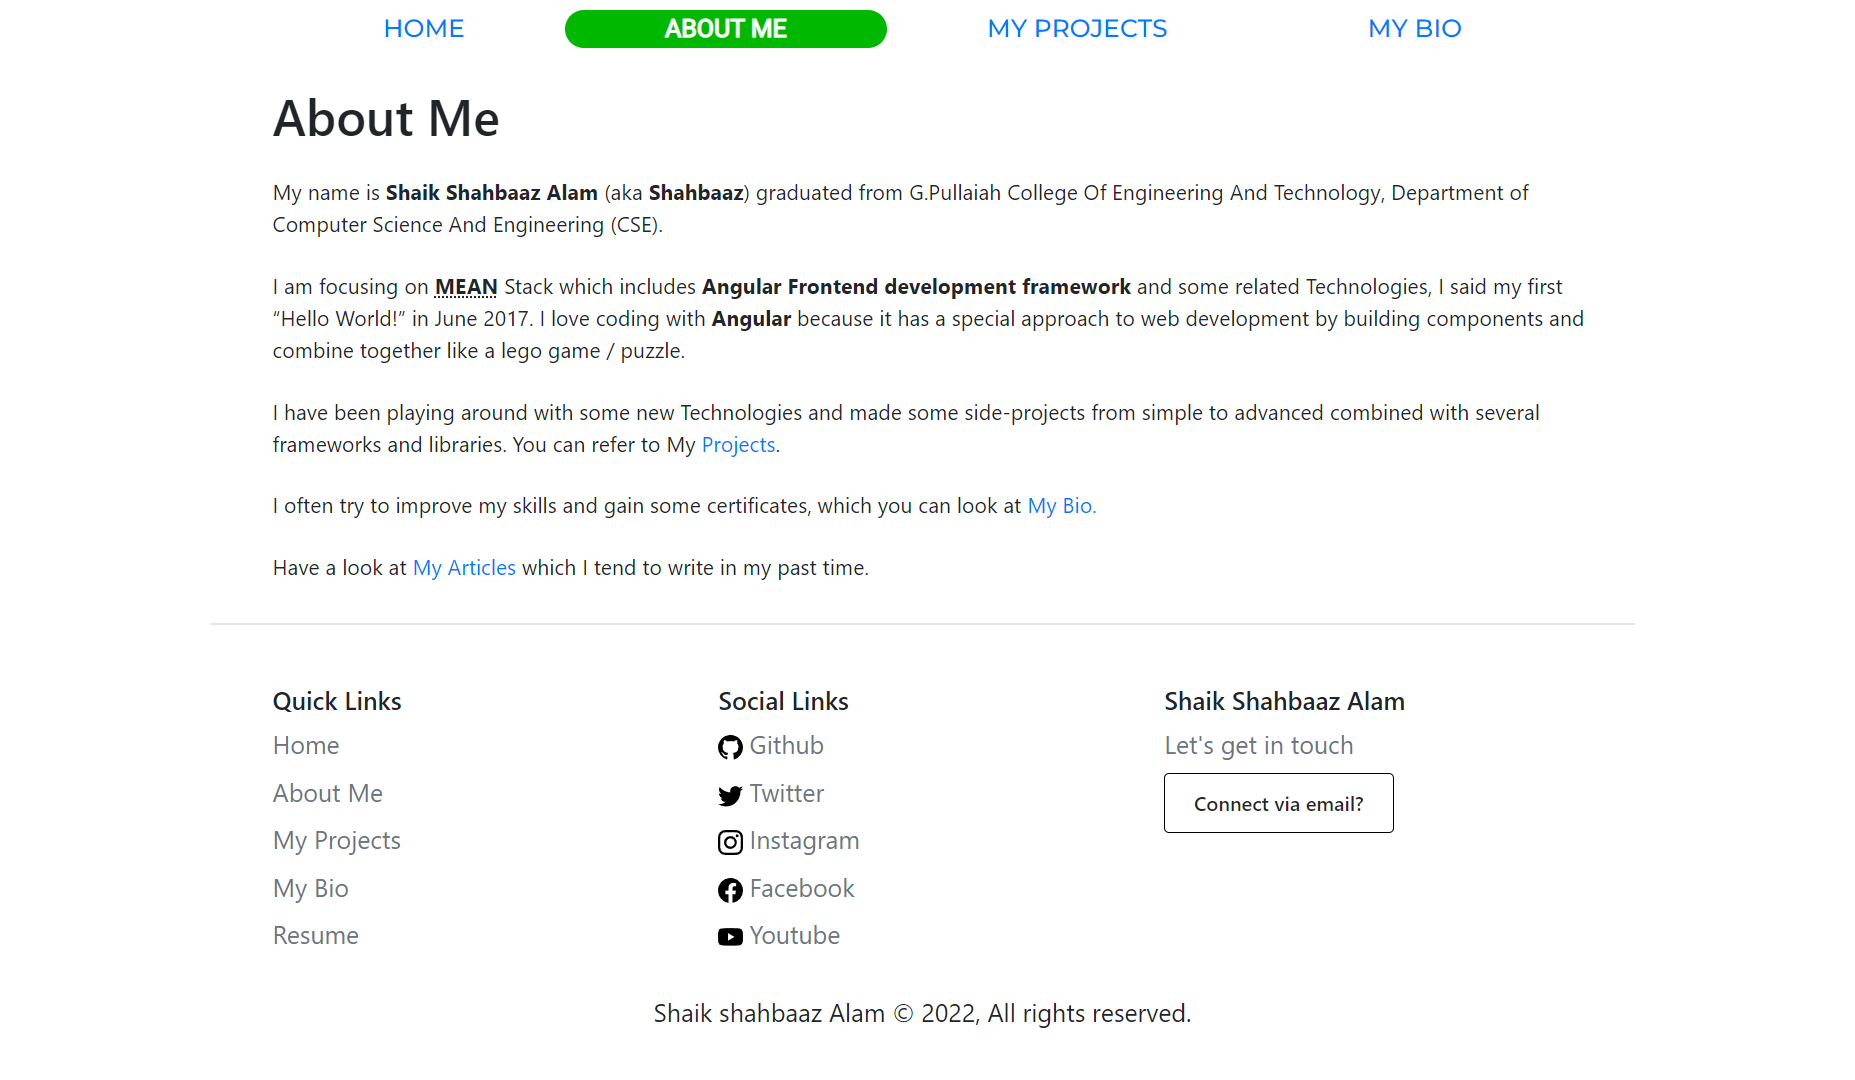 HOME ABOUT ME MY PROJECTS MY BIO
About Me
My name is Shaik Shahbaaz Alam (aka Shahbaaz) graduated from G.Pullaiah College Of Engineering And Technology, Department of
Computer Science And Engineering (CSE).
I am focusing on MEAN Stack which includes Angular Frontend development framework and some related Technologies, I said my first
“Hello World!” in June 2017. I love coding with Angular because it has a special approach to web development by building components and
combine together like a lego game / puzzle.
I have been playing around with some new Technologies and made some side-projects from simple to advanced combined with several
frameworks and libraries. You can refer to My Projects.
I often try to improve my skills and gain some certificates, which you can look at My Bio.
Have a look at My Articles which I tend to write in my past time.
Quick Links
Home
About Me
My Projects
My Bio
Resume
Social Links
Github
Twitter
Instagram
Facebook
Youtube
Shaik Shahbaaz Alam
Let's get in touch
Connect via email?
Shaik shahbaaz Alam © 2022, All rights reserved.